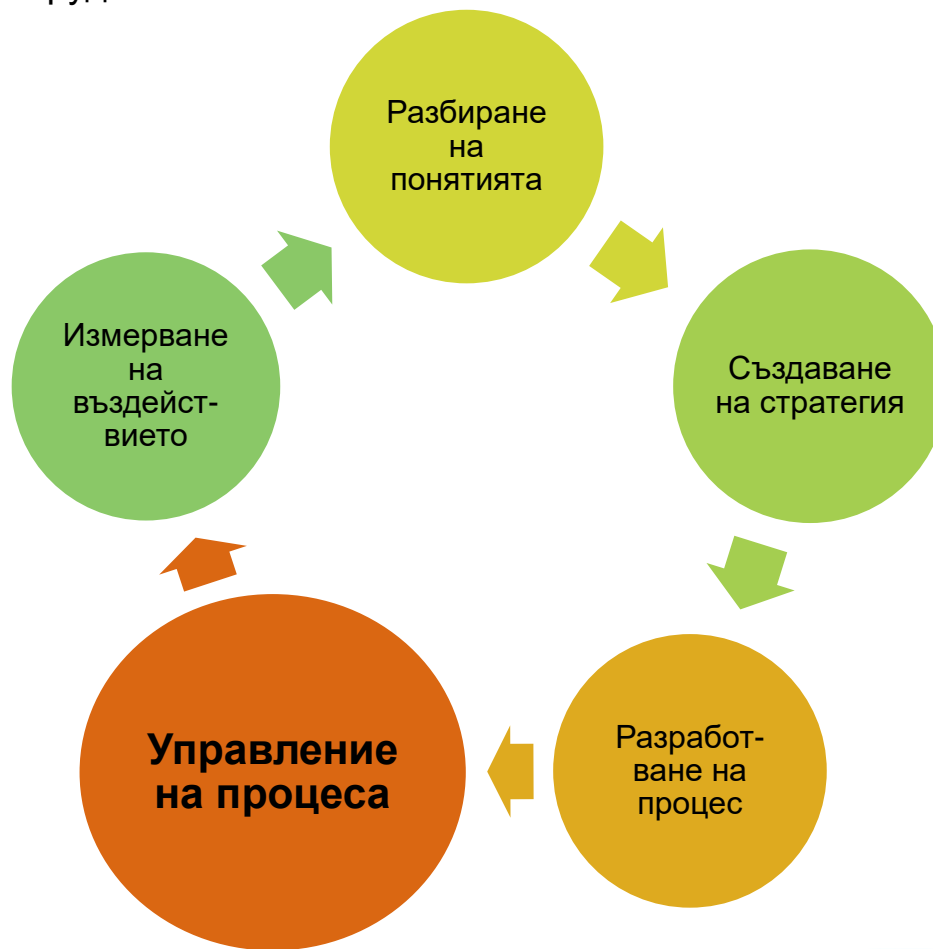 Разбиране
на
понятията
Създаване
на стратегия
Разработ-
ване на
процес
Управление
на процеса
Измерване
на
въздейст-
вието